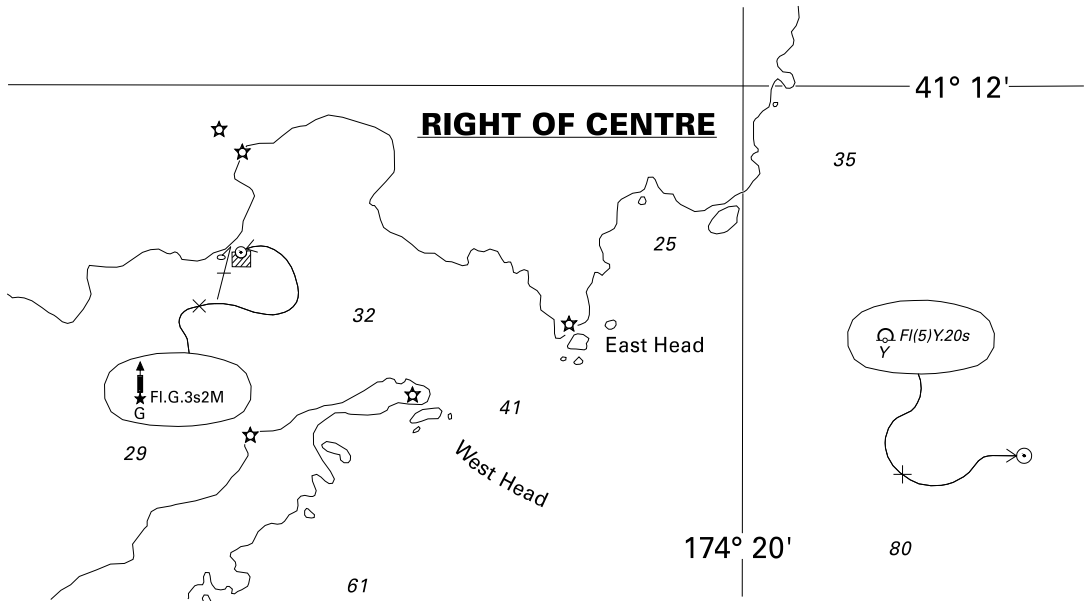 41° 12'
RIGHT OF CENTRE
35
25
32
East Head
Fl(5)Y.20s
Y
Fl.G.3s2M
G
41
29
West Head
174° 20'
80
61